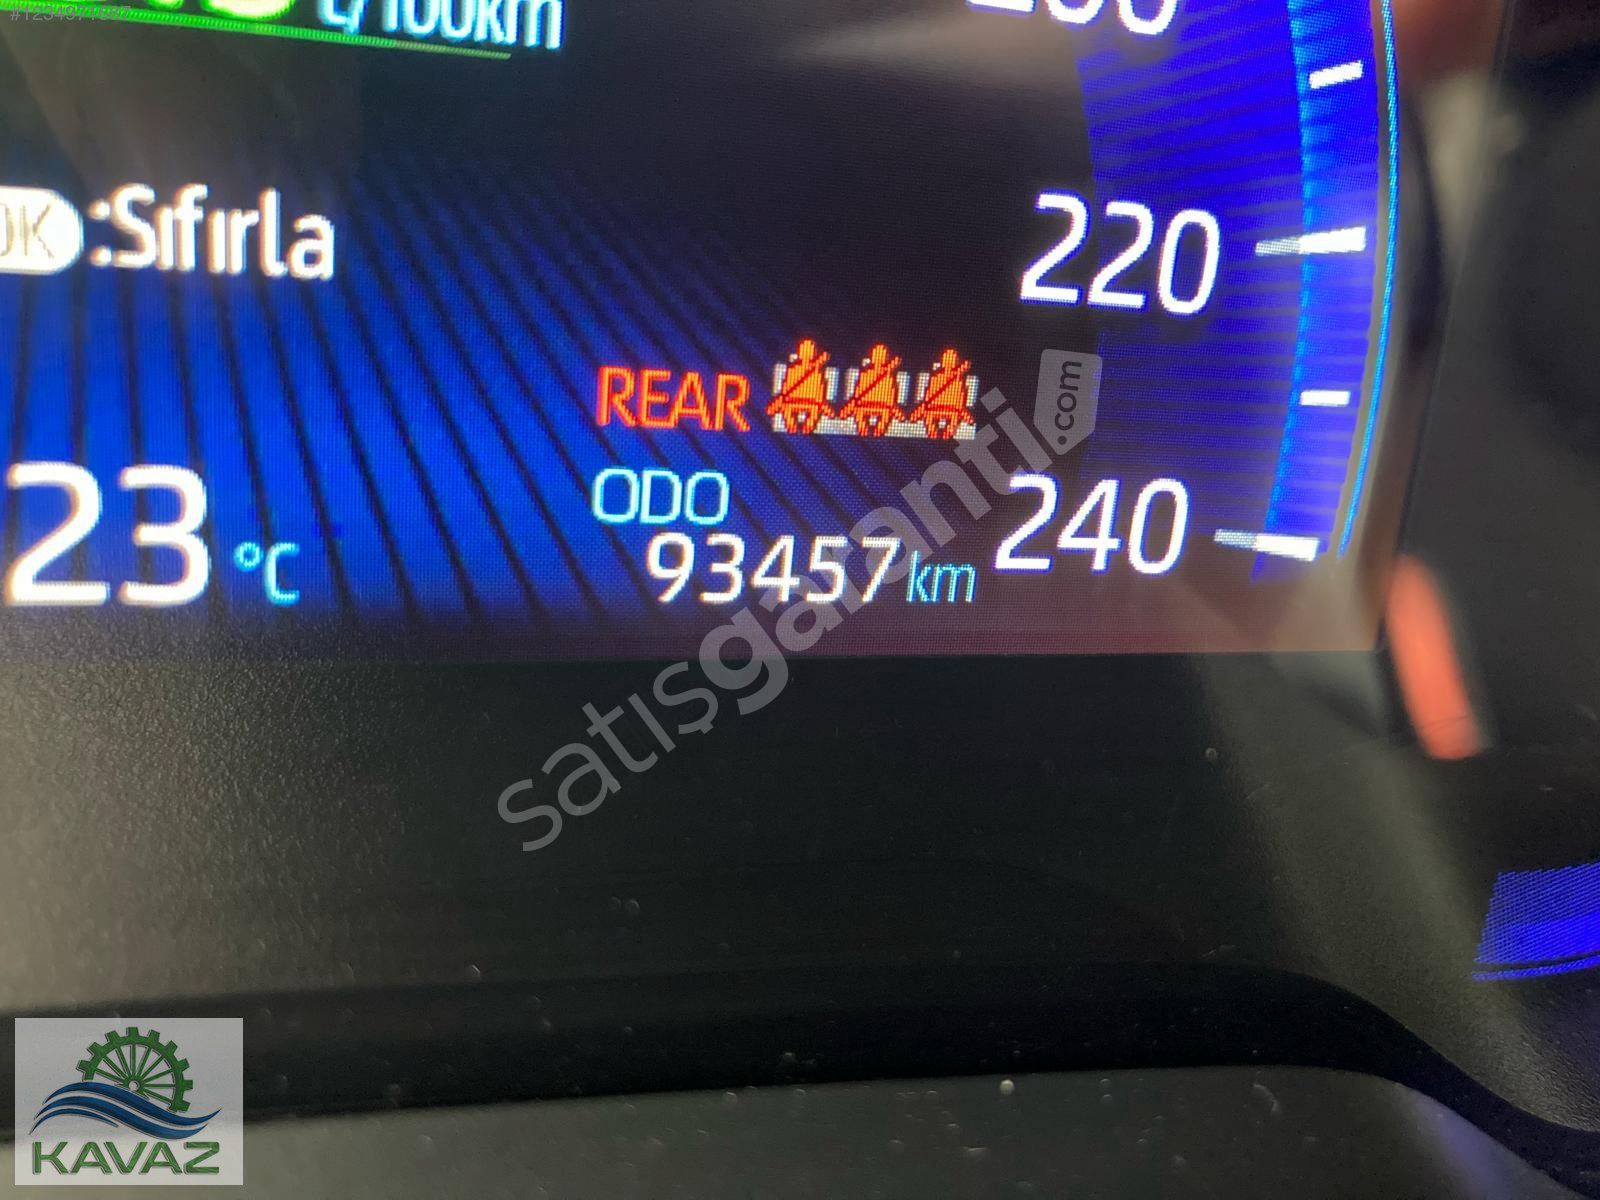 ℓ/100km
OK :Sıfırla
220
REAR
ODO
93457 km
240
23 °C
satışgaranti.com
KAVAZ